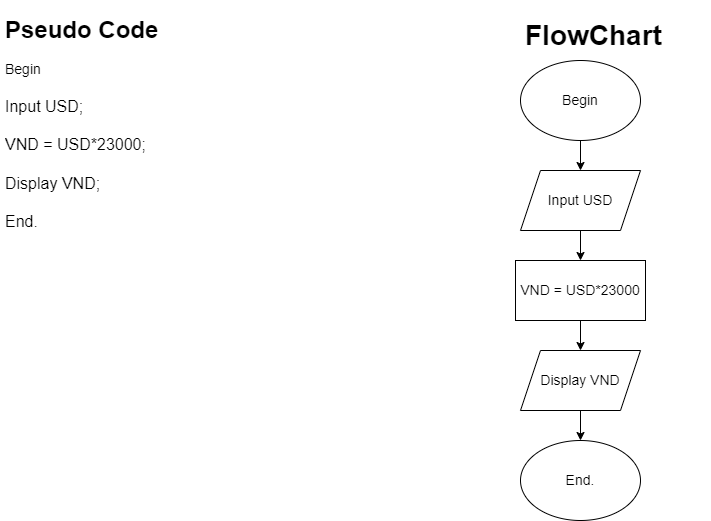 Pseudo Code
Begin
Input USD;
VND = USD*23000;
Display VND;
End.
FlowChart
Begin
Input USD
VND = USD*23000
Display VND
End.